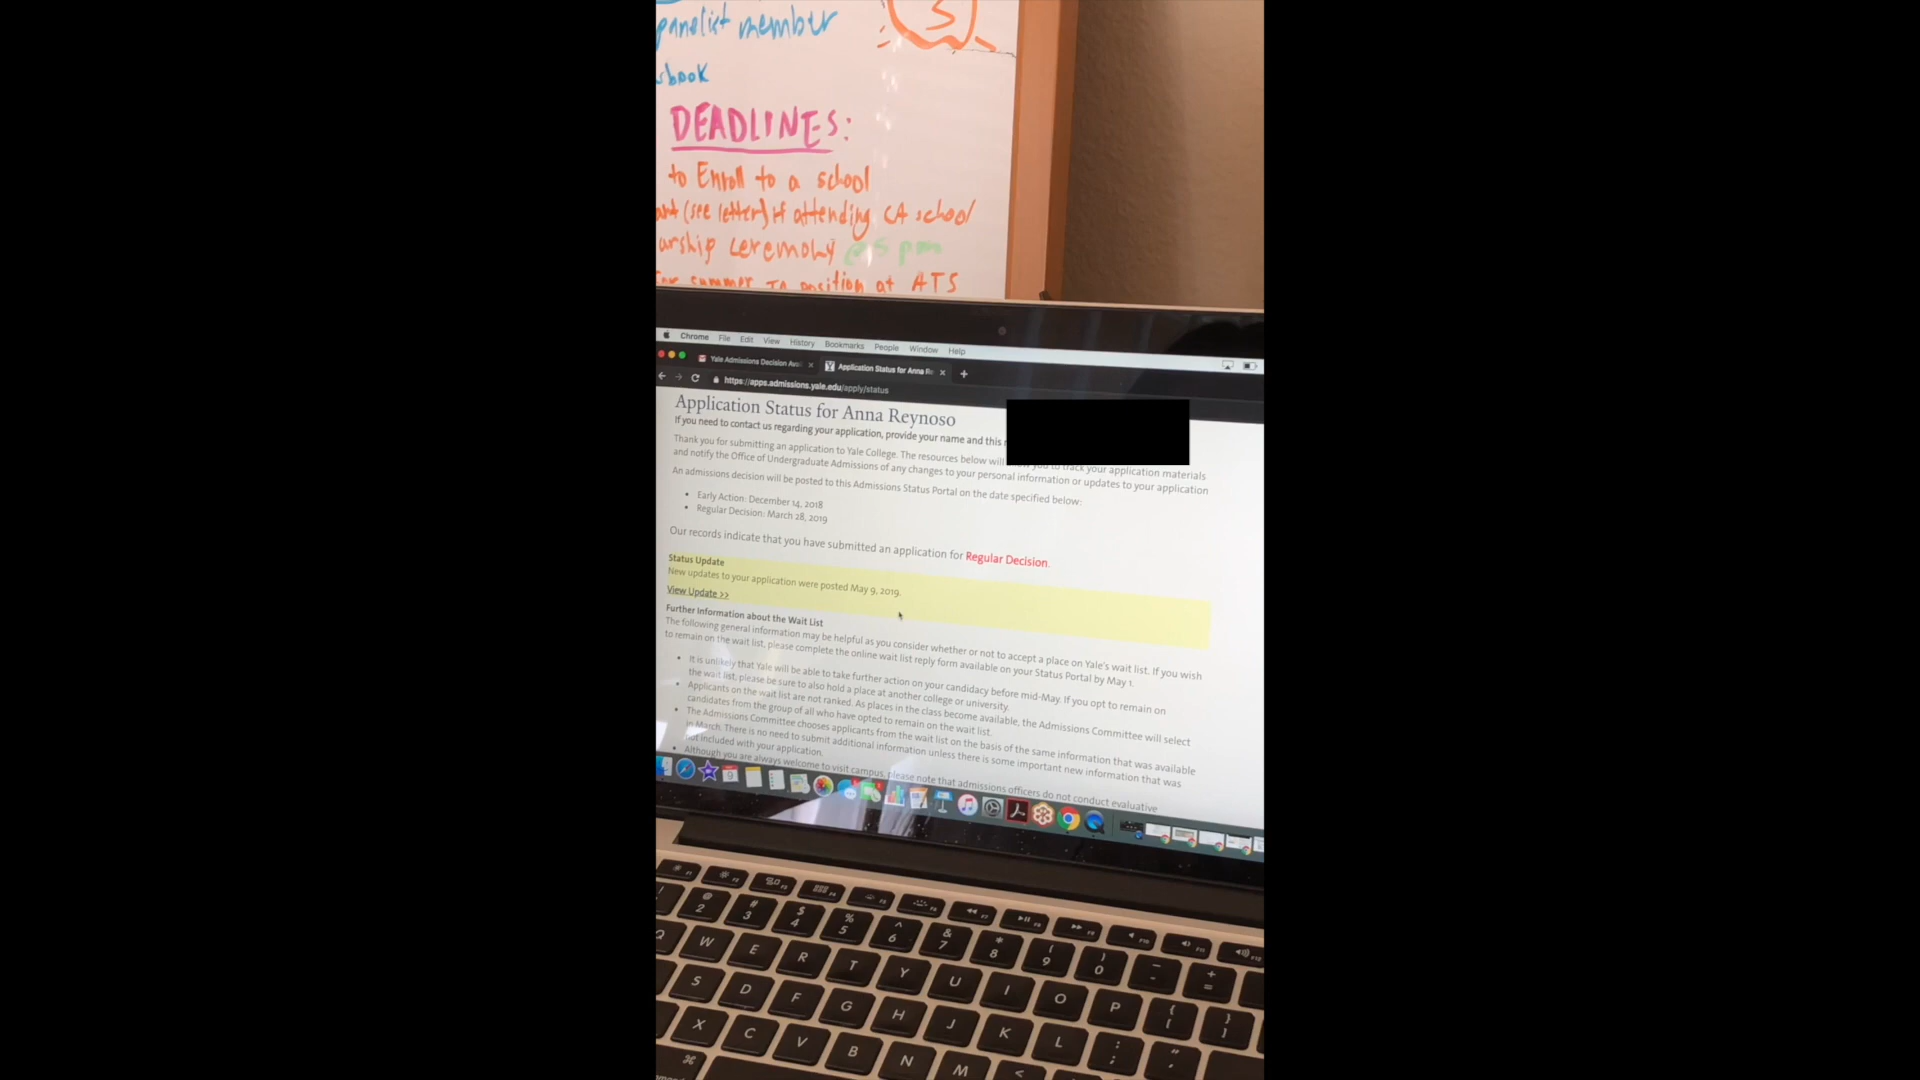 panelist member
DEADLINES:
to Enroll to a school
(see letter) if attending CA school
ceremony @ 5 pm
position at ATS
Chrome File Edit View History Bookmarks People Window Help
Yale Admissions Decision
Application Status for Anna
https://apps.admissions.yale.edu/apply/status
Application Status for Anna Reynoso
If you need to contact us regarding your application, provide your name and this
Thank you for submitting an application to Yale College. The resources below will you to track your application materials
and notify the Office of Undergraduate Admissions of any changes to your personal information or updates to your application
An admissions decision will be posted to this Admissions Status Portal on the date specified below:
• Early Action: December 14, 2018
• Regular Decision: March 28, 2019
Our records indicate that you have submitted an application for Regular Decision.
Status Update
New updates to your application were posted May 9, 2019.
View Update >>
Further Information about the Wait List
The following general information may be helpful as you consider whether or not to accept a place on Yale's wait list. If you wish
to remain on the wait list, please complete the online wait list reply form available on your Status Portal by May 1.
• It is unlikely that Yale will be able to take further action on your candidacy before mid-May. If you opt to remain on
the wait list, please be sure to also hold a place at another college or university.
• Applicants on the wait list are not ranked. As places in the class become available, the Admissions Committee will select
candidates from the group of all who have opted to remain on the wait list.
• The Admissions Committee chooses applicants from the wait list on the basis of the same information that was available
in March. There is no need to submit additional information unless there is some important new information that was
not included with your application.
• Although you are always welcome to visit campus, please note that admissions officers do not conduct evaluative
9
@ 2 # 3 $ 4 % 5 ^ 6 & 7 * 8 ( 9 ) 0 _ - + =
Q W E R T Y U I O P { [ } ]
S D F G H J K L : ; " '
⌘ X C V B N M <